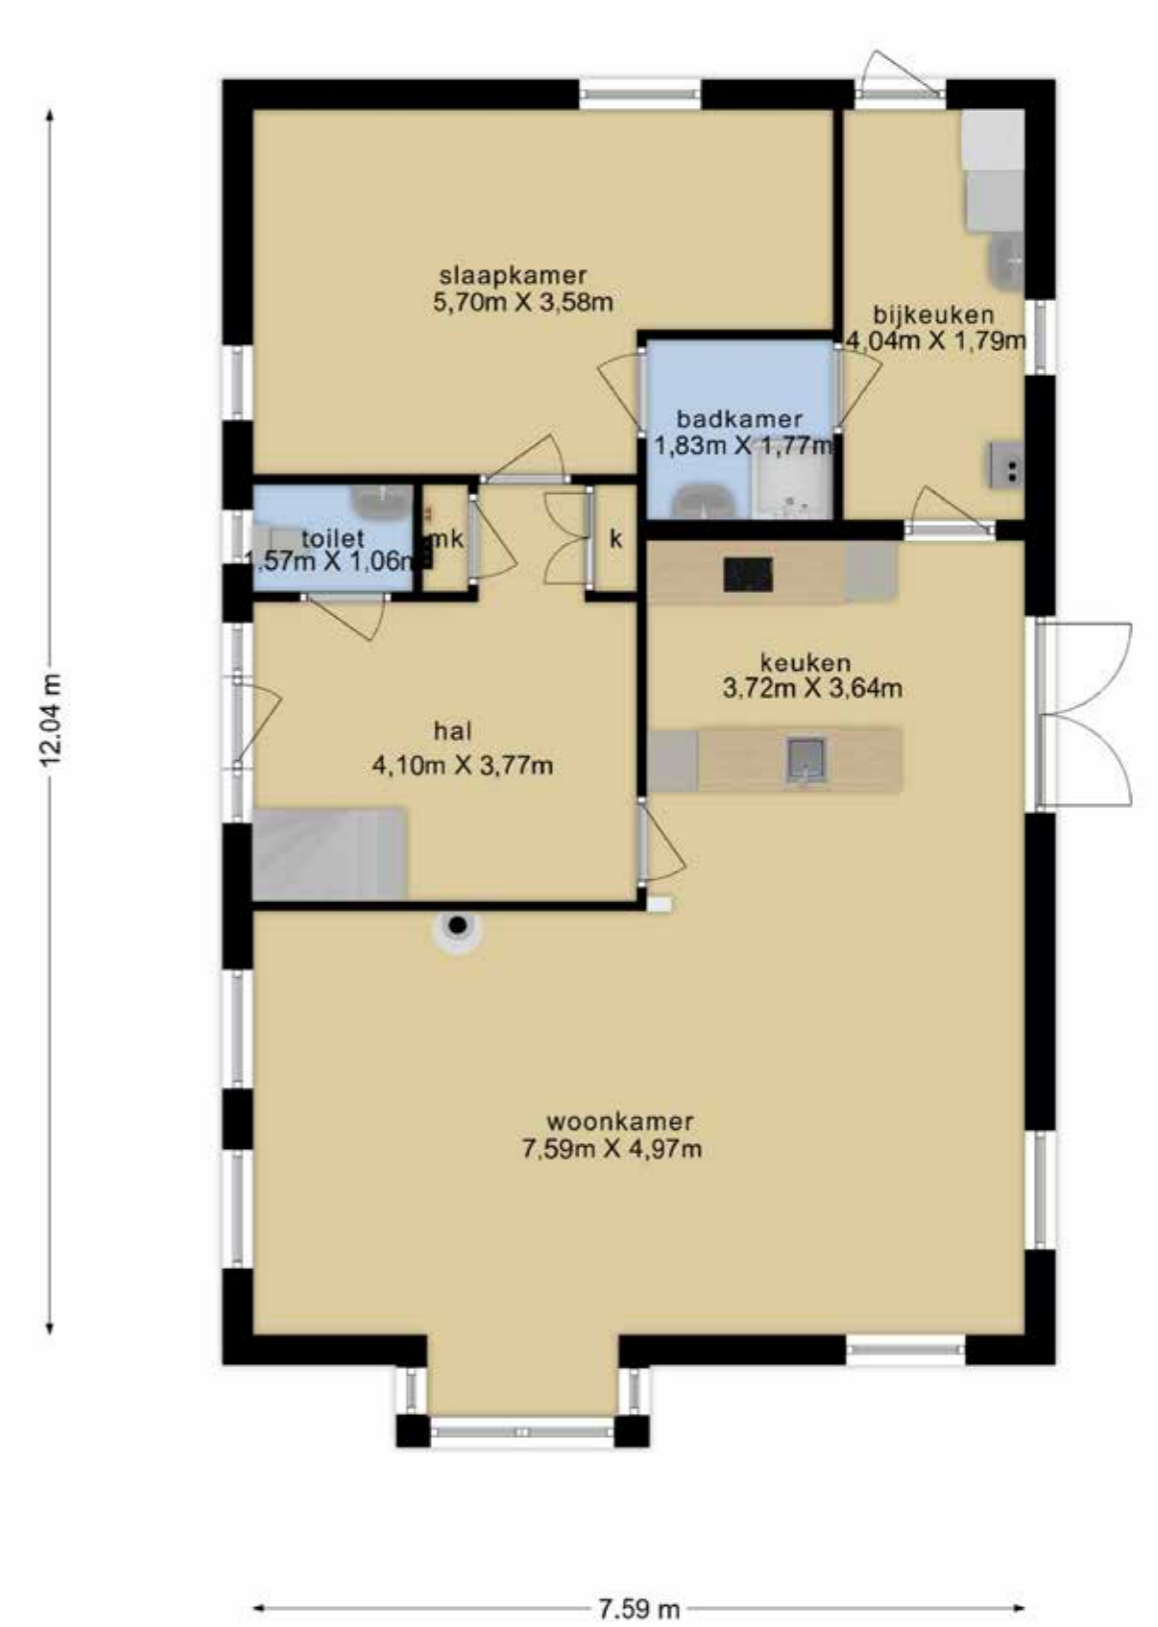 slaapkamer
5,70m X 3,58m
bijkeuken
4,04m X 1,79m
badkamer
1,83m X 1,77m
toilet
,57m X 1,06m
mk
k
keuken
3,72m X 3,64m
hal
4,10m X 3,77m
12.04 m
woonkamer
7,59m X 4,97m
7.59 m